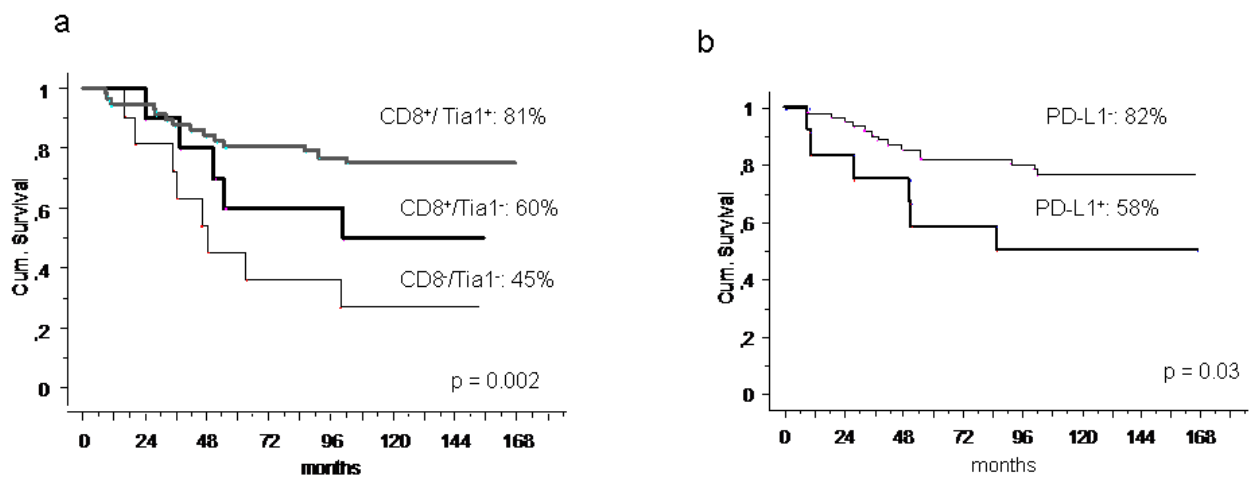 a
1
,8
,6
,4
,2
0
Cum. Survival
CD8⁺/ Tia1⁺: 81%
CD8⁺/Tia1⁻: 60%
CD8⁻/Tia1⁻: 45%
p = 0.002
0 24 48 72 96 120 144 168
months
b
1
,8
,6
,4
,2
0
Cum. Survival
PD-L1⁻: 82%
PD-L1⁺: 58%
p = 0.03
0 24 48 72 96 120 144 168
months